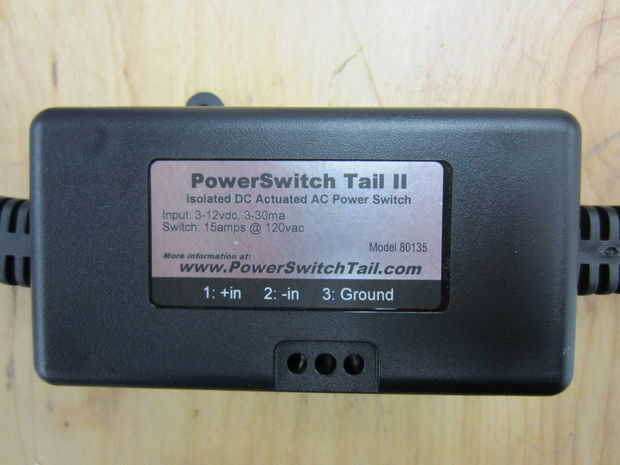 PowerSwitch Tail II
Isolated DC Actuated AC Power Switch
Input: 3-12vdc, 3-30ma
Switch: 15amps @ 120vac
Model 80135
More information at:
www.PowerSwitchTail.com
1: +in 2: -in 3: Ground